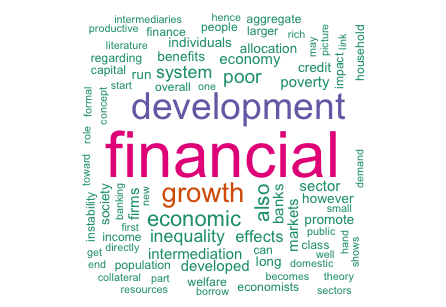 intermediaries hence aggregate
productive finance people larger rich
literature individuals allocation
regarding benefits economy
capital run system poor credit
start overall one poverty
may picture link impact household
formal concept
development
role
financial
toward
demand
growth
instability society banking firms new
also banks markets
sector
however
small
economic
promote
first
public
income inequality effects class hand
directly
get intermediation can long well shows
end population developed domestic
collateral part welfare becomes theory
resources borrow economists sectors